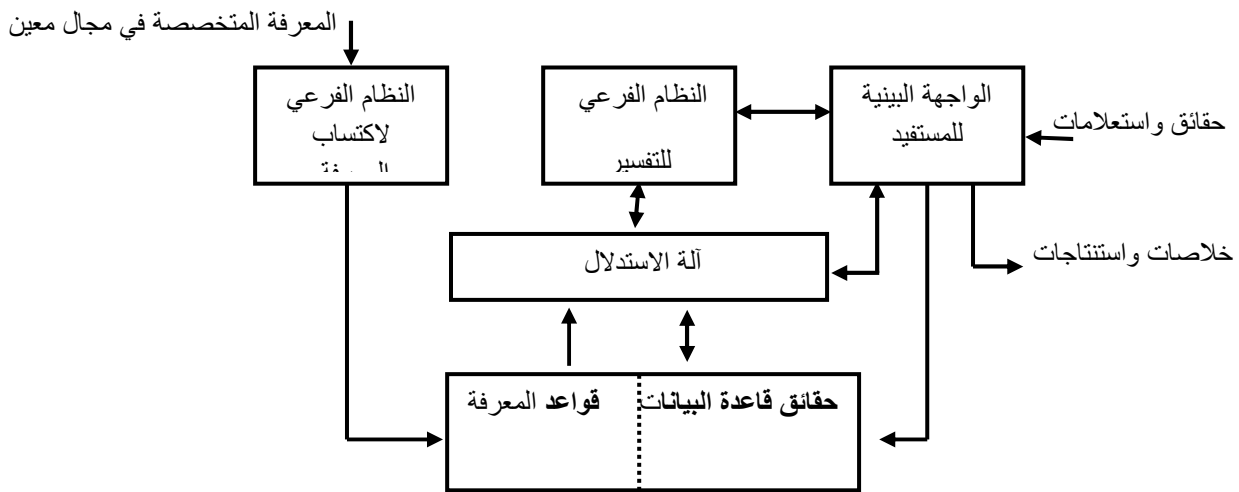 المعرفة المتخصصة في مجال معين
النظام الفرعي
لاكتساب
النظام الفرعي
للتفسير
الواجهة البينية
للمستفيد
حقائق واستعلامات
آلة الاستدلال
خلاصات واستنتاجات
قواعد المعرفة
حقائق قاعدة البيانات